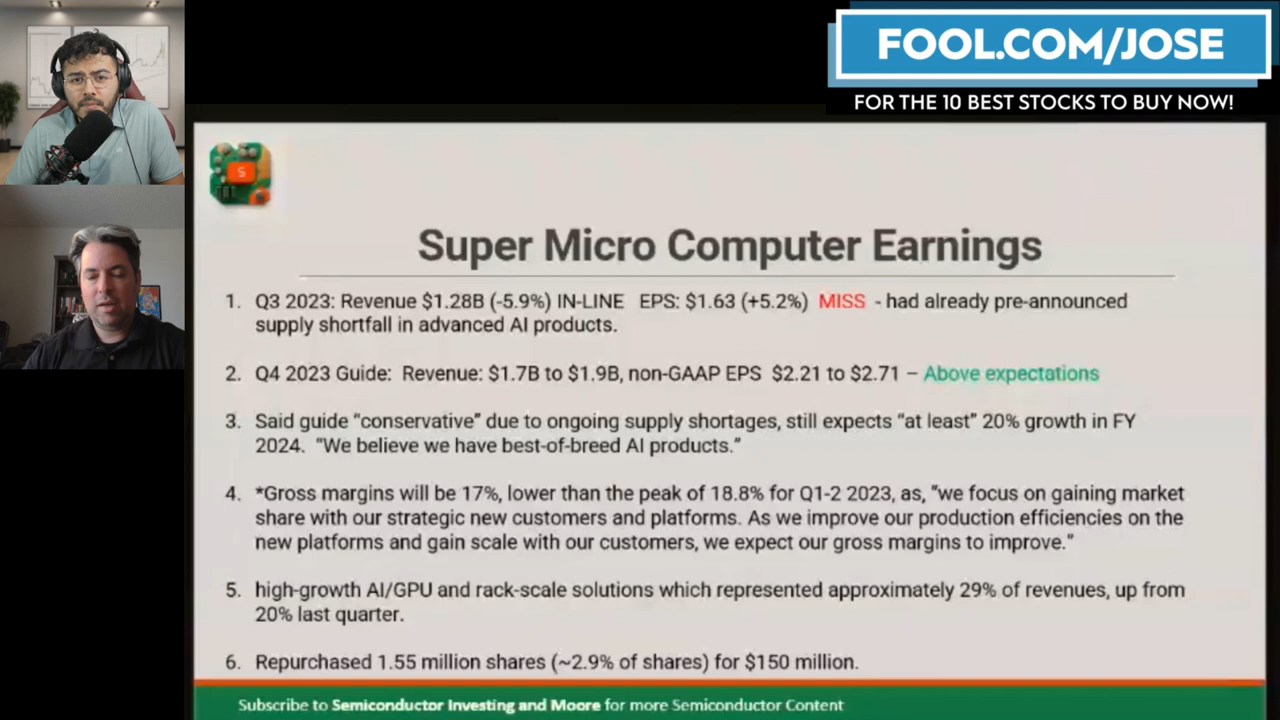 FOOL.COM/JOSE
FOR THE 10 BEST STOCKS TO BUY NOW!
S
Super Micro Computer Earnings
1. Q3 2023: Revenue $1.28B (-5.9%) IN-LINE EPS: $1.63 (+5.2%) MISS - had already pre-announced
supply shortfall in advanced AI products.
2. Q4 2023 Guide: Revenue: $1.7B to $1.9B, non-GAAP EPS $2.21 to $2.71 – Above expectations
3. Said guide “conservative” due to ongoing supply shortages, still expects “at least” 20% growth in FY
2024. “We believe we have best-of-breed AI products.”
4. *Gross margins will be 17%, lower than the peak of 18.8% for Q1-2 2023, as, “we focus on gaining market
share with our strategic new customers and platforms. As we improve our production efficiencies on the
new platforms and gain scale with our customers, we expect our gross margins to improve.”
5. high-growth AI/GPU and rack-scale solutions which represented approximately 29% of revenues, up from
20% last quarter.
6. Repurchased 1.55 million shares (~2.9% of shares) for $150 million.
Subscribe to Semiconductor Investing and Moore for more Semiconductor Content